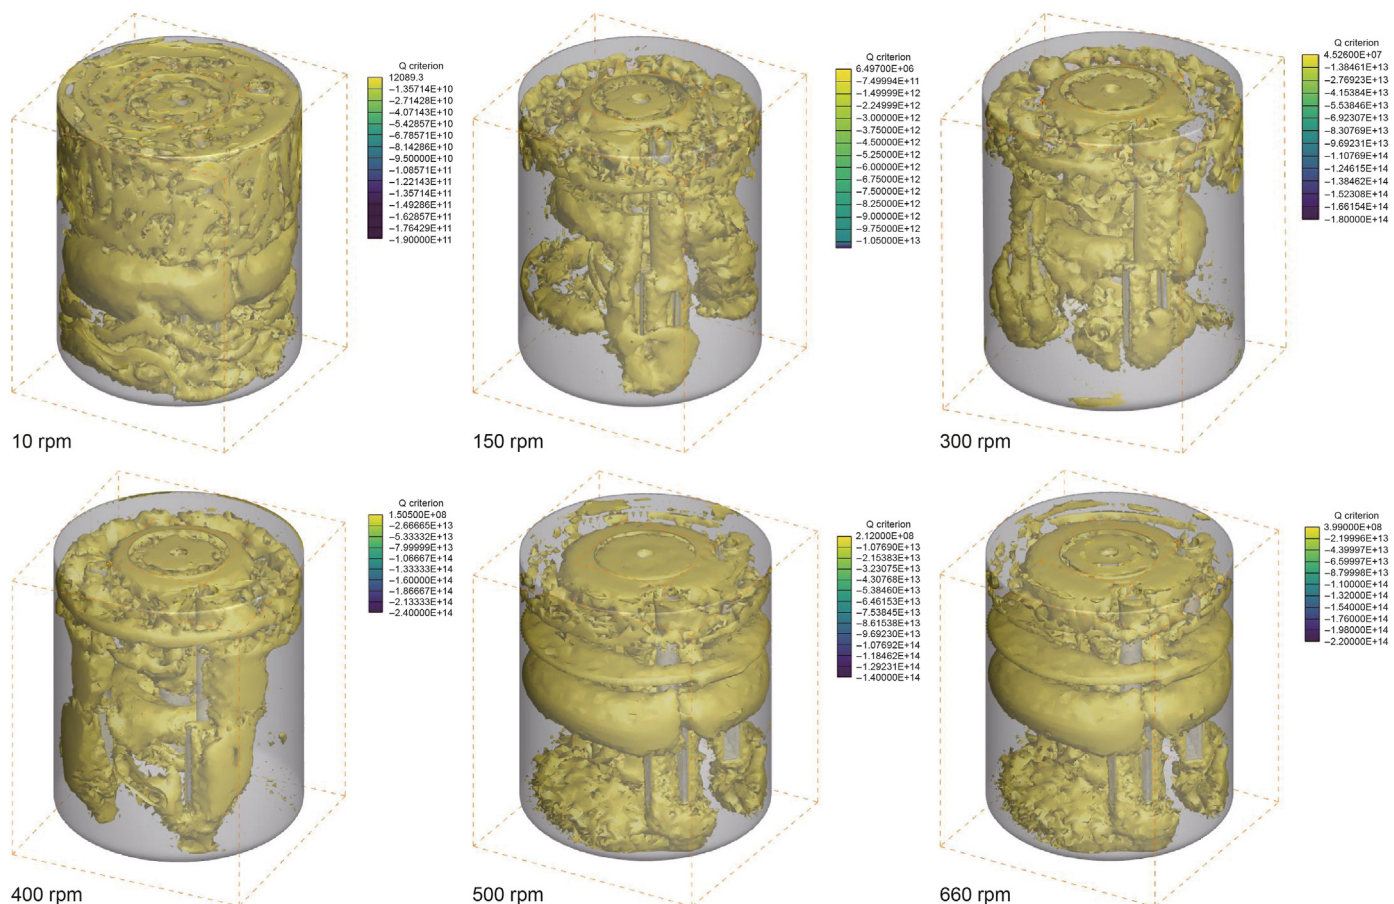 Q criterion
12089.3
−1.35714E+10
−2.71428E+10
−4.07143E+10
−5.42857E+10
−6.78571E+10
−8.14286E+10
−9.50000E+10
−1.08571E+11
−1.22143E+11
−1.35714E+11
−1.49286E+11
−1.62857E+11
−1.76429E+11
−1.90000E+11
10 rpm
Q criterion
6.49700E+06
−7.49994E+11
−1.49999E+12
−2.24999E+12
−3.00000E+12
−3.75000E+12
−4.50000E+12
−5.25000E+12
−6.00000E+12
−6.75000E+12
−7.50000E+12
−8.25000E+12
−9.00000E+12
−9.75000E+12
−1.05000E+13
150 rpm
Q criterion
4.52600E+07
−1.38461E+13
−2.76923E+13
−4.15384E+13
−5.53846E+13
−6.92307E+13
−8.30769E+13
−9.69231E+13
−1.10769E+14
−1.24615E+14
−1.38462E+14
−1.52308E+14
−1.66154E+14
−1.80000E+14
300 rpm
Q criterion
1.50500E+08
−2.66665E+13
−5.33332E+13
−7.99999E+13
−1.06667E+14
−1.33333E+14
−1.60000E+14
−1.86667E+14
−2.13333E+14
−2.40000E+14
400 rpm
Q criterion
2.12000E+08
−1.07690E+13
−2.15383E+13
−3.23075E+13
−4.30768E+13
−5.38460E+13
−6.46153E+13
−7.53845E+13
−8.61538E+13
−9.69230E+13
−1.07692E+14
−1.18462E+14
−1.29231E+14
−1.40000E+14
500 rpm
Q criterion
3.99000E+08
−2.19996E+13
−4.39997E+13
−6.59997E+13
−8.79998E+13
−1.10000E+14
−1.32000E+14
−1.54000E+14
−1.76000E+14
−1.98000E+14
−2.20000E+14
660 rpm